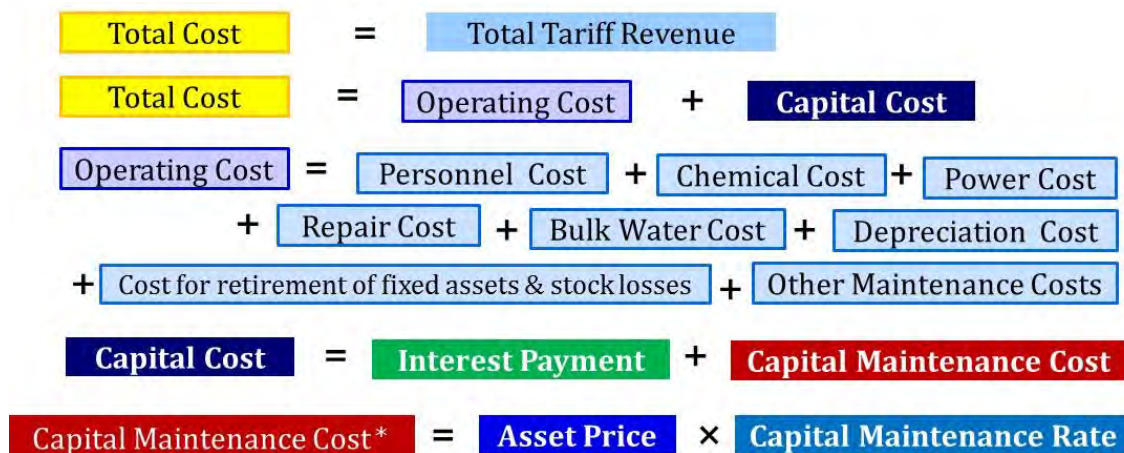 Total Cost = Total Tariff Revenue
Total Cost = Operating Cost + Capital Cost
Operating Cost = Personnel Cost + Chemical Cost + Power Cost
+ Repair Cost + Bulk Water Cost + Depreciation Cost
+ Cost for retirement of fixed assets & stock losses + Other Maintenance Costs
Capital Cost = Interest Payment + Capital Maintenance Cost
Capital Maintenance Cost* = Asset Price × Capital Maintenance Rate